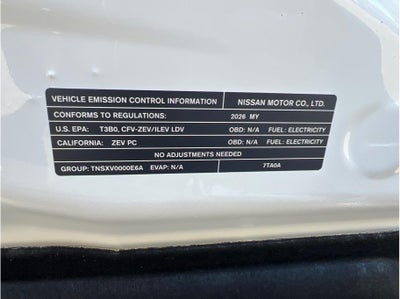 VEHICLE EMISSION CONTROL INFORMATION NISSAN MOTOR CO., LTD.
CONFORMS TO REGULATIONS: 2026 MY
U.S. EPA: T3B0, CFV-ZEV/ILEV LDV OBD: N/A FUEL: ELECTRICITY
CALIFORNIA: ZEV PC OBD: N/A FUEL: ELECTRICITY
NO ADJUSTMENTS NEEDED
GROUP: TNSXV0000E6A EVAP: N/A 7TA0A